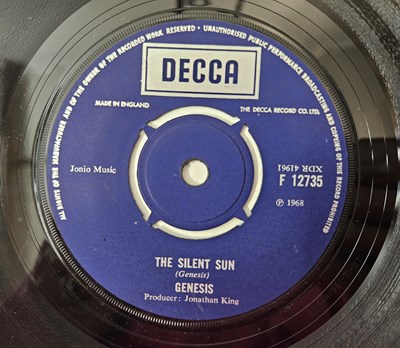 ALL RIGHTS OF THE MANUFACTURER AND OF THE OWNER OF THE RECORDED WORK RESERVED • UNAUTHORISED PUBLIC PERFORMANCE BROADCASTING AND COPYING OF THIS RECORD PROHIBITED
DECCA
MADE IN ENGLAND
THE DECCA RECORD CO. LTD.
Jonio Music
XDR 41961
F 12735
℗ 1968
THE SILENT SUN
(Genesis)
GENESIS
Producer: Jonathan King